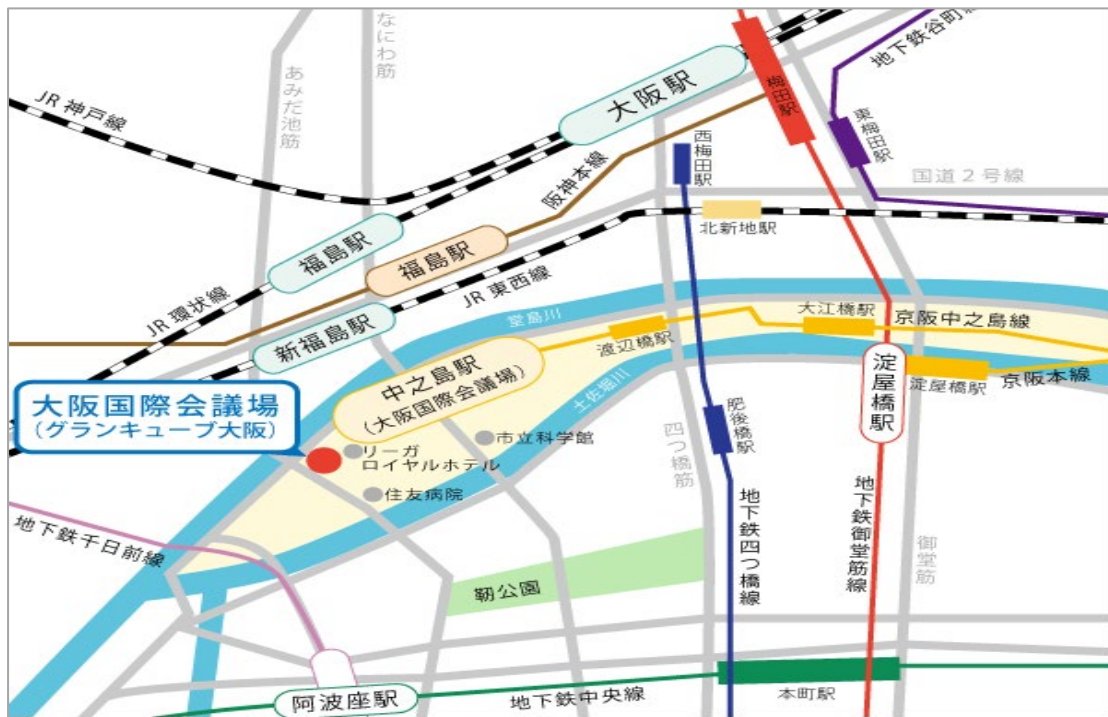 なにわ筋
あみだ池筋
地下鉄谷町線
大阪駅
梅田駅
東梅田駅
JR 神戸線
西梅田駅
阪神本線
国道2号線
福島駅
福島駅
北新地駅
JR 環状線
JR 東西線
新福島駅
堂島川
大江橋駅
京阪中之島線
渡辺橋駅
中之島駅
(大阪国際会議場)
淀屋橋駅
淀屋橋駅
京阪本線
土佐堀川
大阪国際会議場
(グランキューブ大阪)
肥後橋駅
市立科学館
リーガ
ロイヤルホテル
四つ橋筋
住友病院
地下鉄千日前線
地下鉄四つ橋線
地下鉄御堂筋線
御堂筋
靭公園
阿波座駅
地下鉄中央線
本町駅